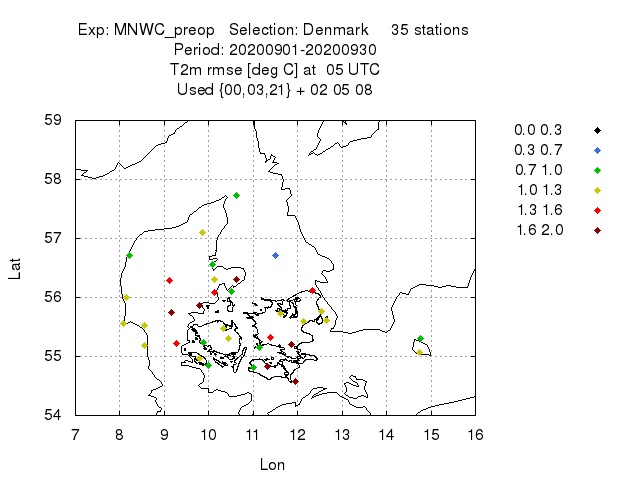 Exp: MNWC_preop Selection: Denmark 35 stations
Period: 20200901-20200930
T2m rmse [deg C] at 05 UTC
Used {00,03,21} + 02 05 08
59
58
57
56
55
54
Lat
7 8 9 10 11 12 13 14 15 16
Lon
0.0 0.3
0.3 0.7
0.7 1.0
1.0 1.3
1.3 1.6
1.6 2.0